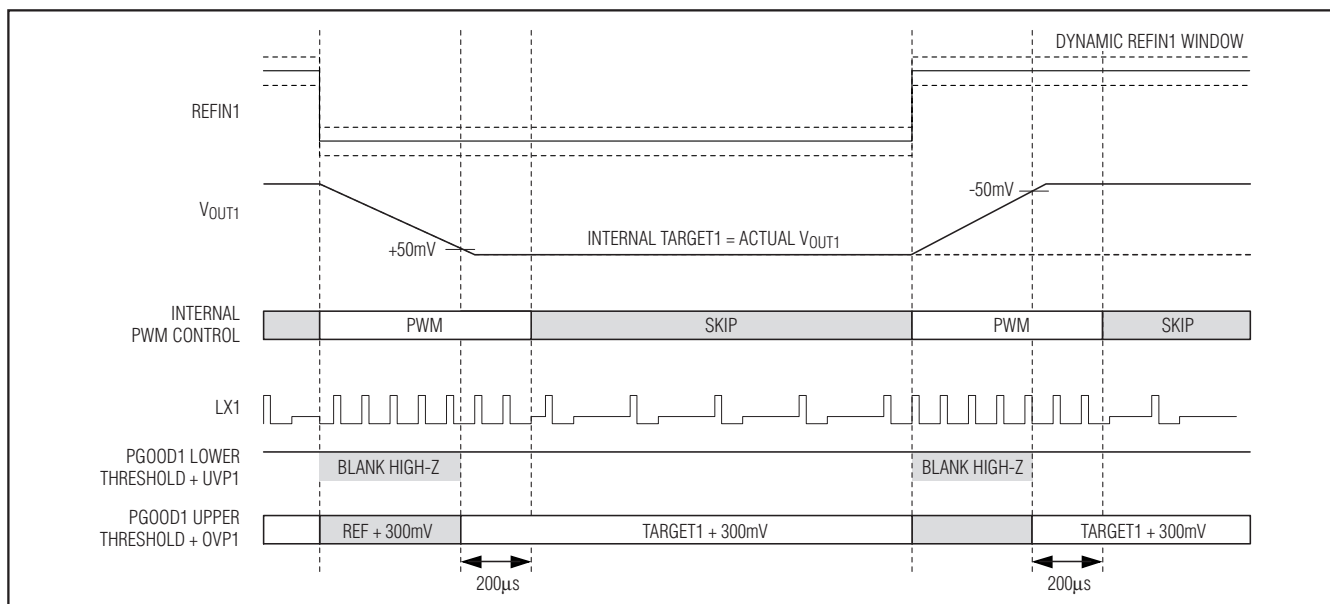 DYNAMIC REFIN1 WINDOW
REFIN1
VOUT1
+50mV
INTERNAL TARGET1 = ACTUAL VOUT1
-50mV
INTERNAL
PWM CONTROL
PWM
SKIP
PWM
SKIP
LX1
PGOOD1 LOWER
THRESHOLD + UVP1
BLANK HIGH-Z
BLANK HIGH-Z
PGOOD1 UPPER
THRESHOLD + OVP1
REF + 300mV
TARGET1 + 300mV
TARGET1 + 300mV
200µs
200µs